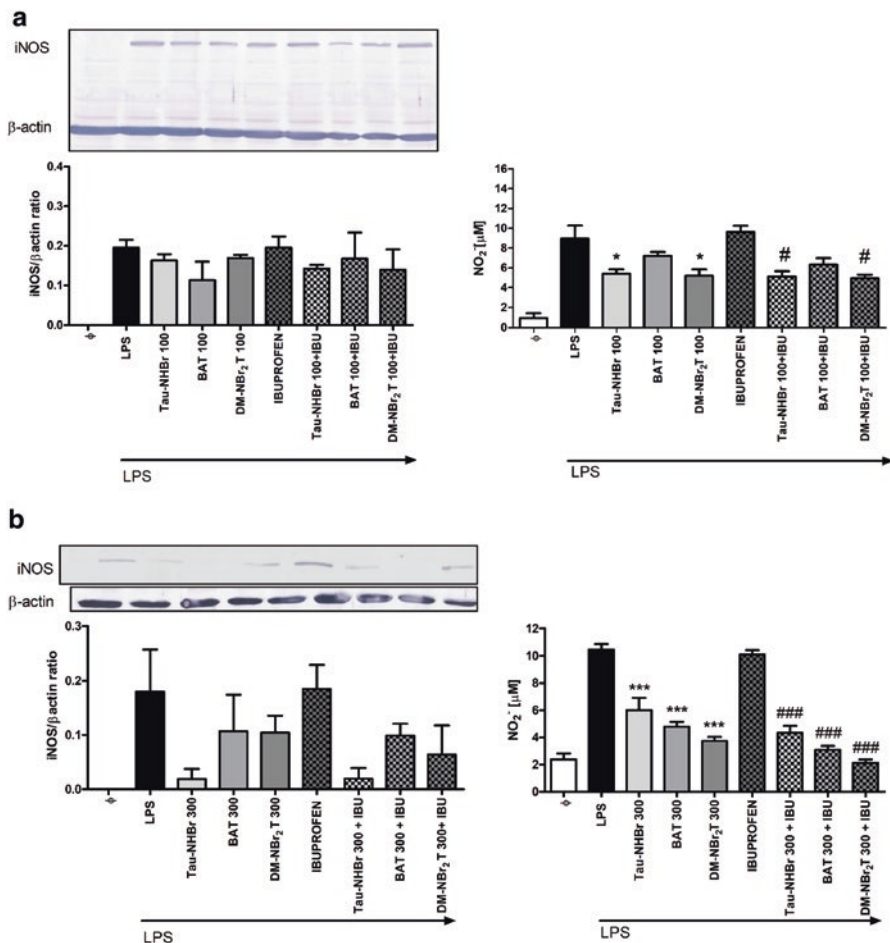 a
iNOS
β-actin
iNOS/βactin ratio
0.4
0.3
0.2
0.1
0.0
ϕ
LPS
Tau-NHBr 100
BAT 100
DM-NBr₂T 100
IBUPROFEN
Tau-NHBr 100+IBU
BAT 100+IBU
DM-NBr₂T 100+IBU
LPS
NO₂⁻[μM]
16
14
12
10
8
6
4
2
0
* * # #
ϕ
LPS
Tau-NHBr 100
BAT 100
DM-NBr₂T 100
IBUPROFEN
Tau-NHBr 100+IBU
BAT 100+IBU
DM-NBr₂T 100+IBU
LPS
b
iNOS
β-actin
iNOS/βactin ratio
0.3
0.2
0.1
0.0
ϕ
LPS
Tau-NHBr 300
BAT 300
DM-NBr₂T 300
IBUPROFEN
Tau-NHBr 300 + IBU
BAT 300 + IBU
DM-NBr₂T 300+ IBU
LPS
NO₂⁻ [μM]
12
10
8
6
4
2
0
*** *** *** ### ### ###
ϕ
LPS
Tau-NHBr 300
BAT 300
DM-NBr₂T 300
IBUPROFEN
Tau-NHBr 300 + IBU
BAT 300 + IBU
DM-NBr₂T 300 + IBU
LPS